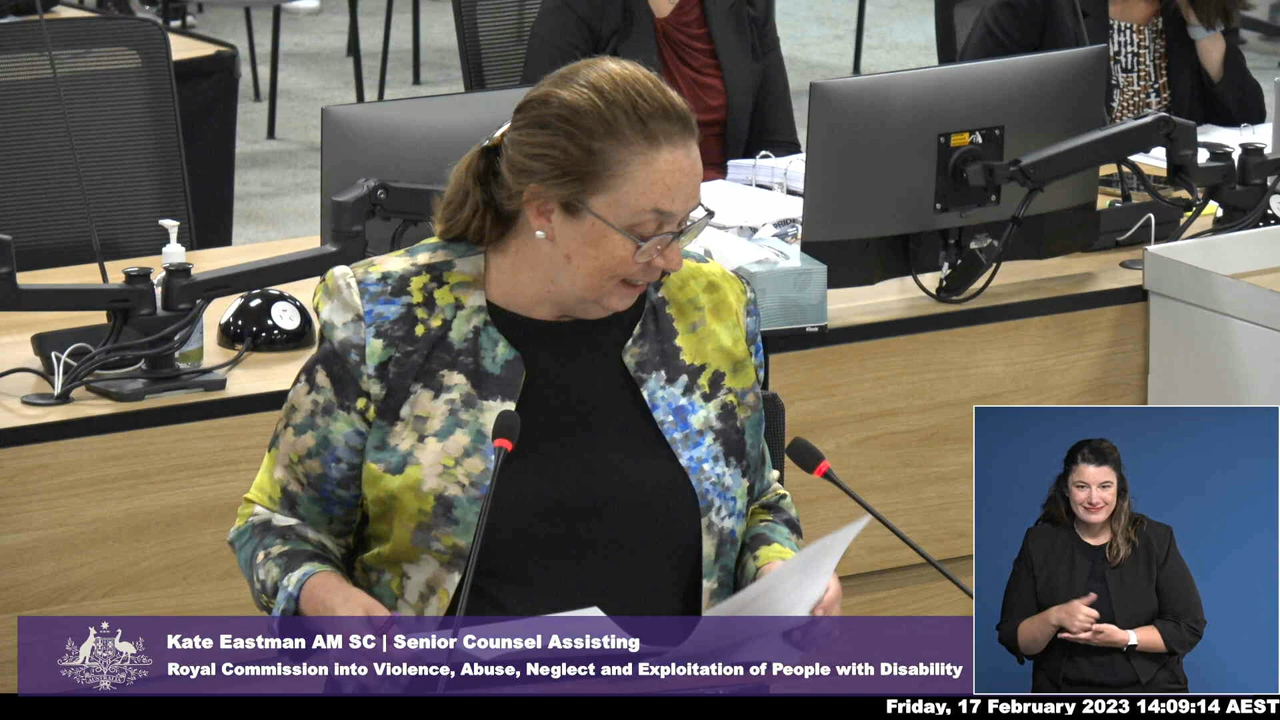 Kate Eastman AM SC | Senior Counsel Assisting
Royal Commission into Violence, Abuse, Neglect and Exploitation of People with Disability
Friday, 17 February 2023 14:09:14 AEST